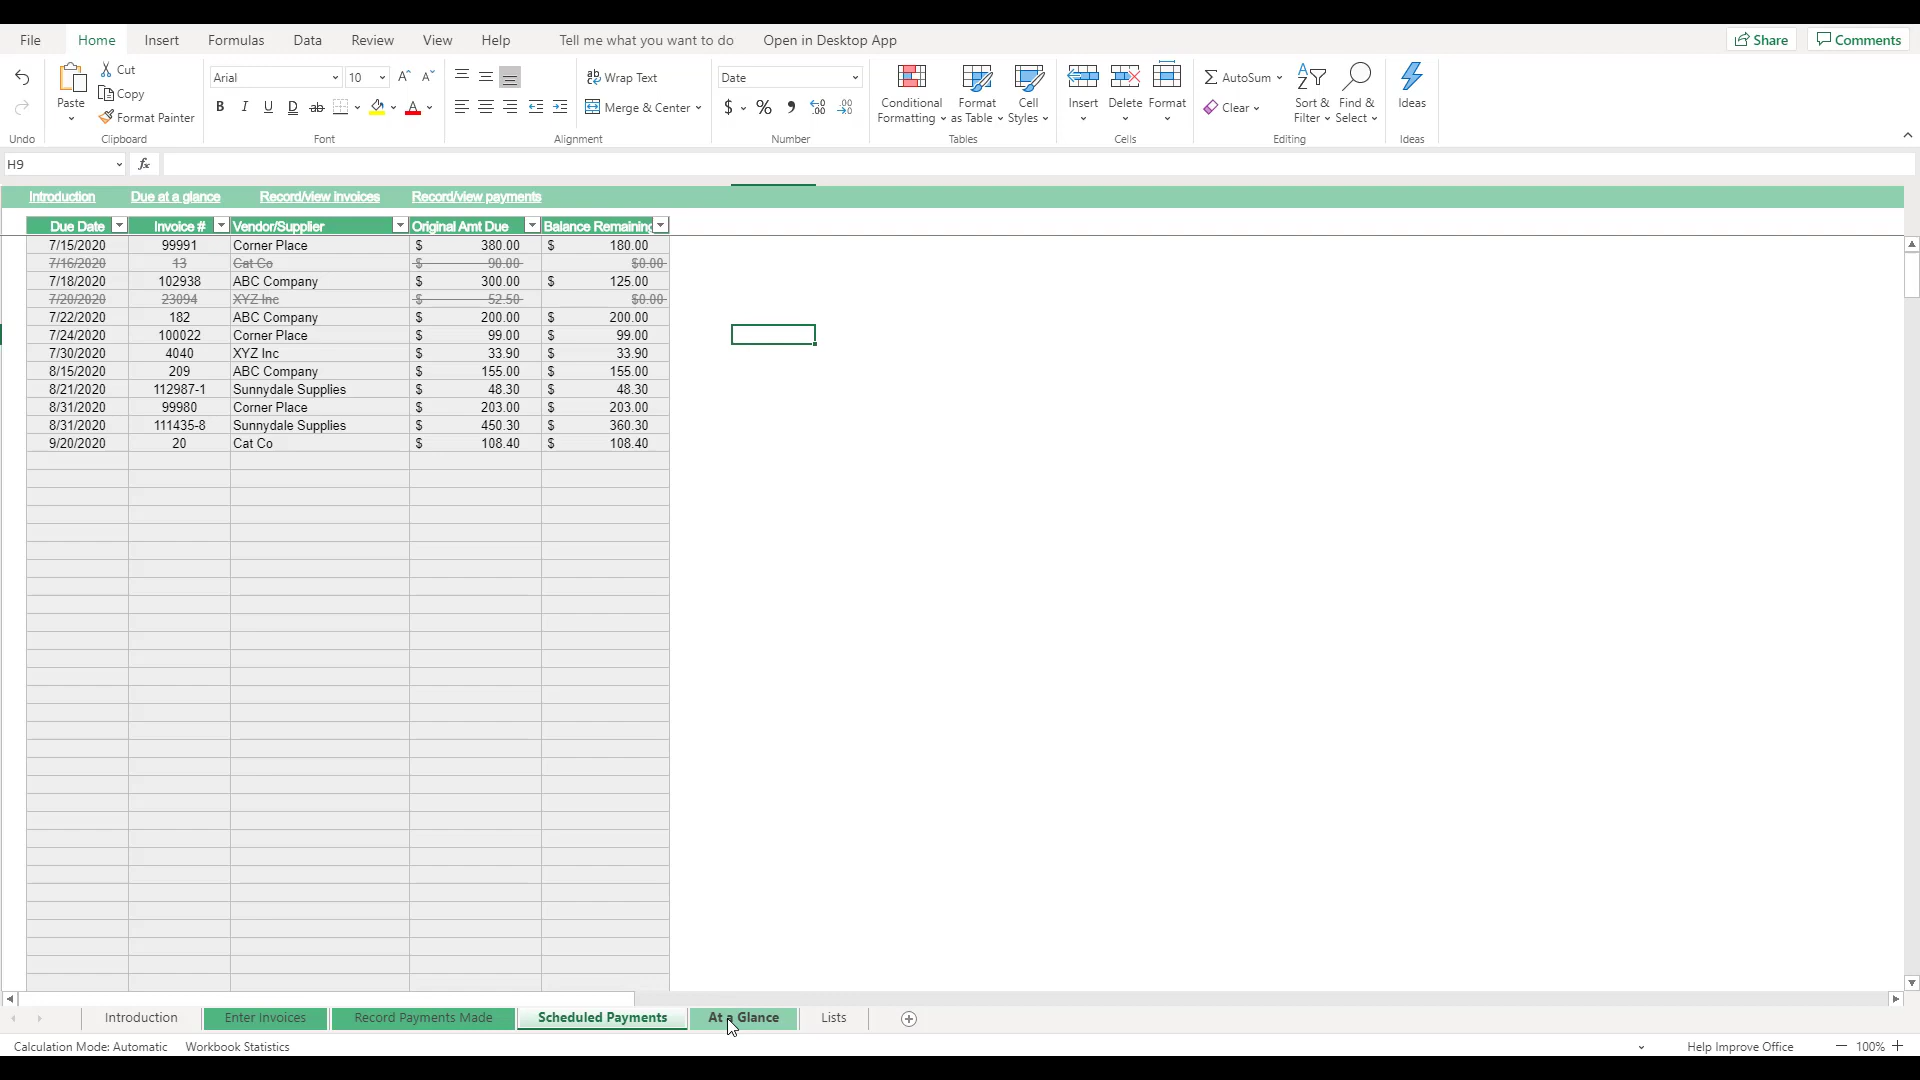 File Home Insert Formulas Data Review View Help Tell me what you want to do Open in Desktop App Share Comments
Paste Cut Copy Format Painter
Arial 10
B I U D ab A
Wrap Text
Merge & Center
Date
$ % 9
Conditional Formatting
Format as Table
Cell Styles
Insert Delete Format
AutoSum
Clear
Sort & Filter
Find & Select
Ideas
Undo Clipboard Font Alignment Number Tables Cells Editing Ideas
H9 fx
Introduction Due at a glance Record/view invoices Record/view payments
Due Date Invoice # Vendor/Supplier Original Amt Due Balance Remaining
7/15/2020 99991 Corner Place $ 380.00 $ 180.00
7/16/2020 13 Cat Co $ 90.00 $0.00
7/18/2020 102938 ABC Company $ 300.00 $ 125.00
7/20/2020 23094 XYZ Inc $ 52.50 $0.00
7/22/2020 182 ABC Company $ 200.00 $ 200.00
7/24/2020 100022 Corner Place $ 99.00 $ 99.00
7/30/2020 4040 XYZ Inc $ 33.90 $ 33.90
8/15/2020 209 ABC Company $ 155.00 $ 155.00
8/21/2020 112987-1 Sunnydale Supplies $ 48.30 $ 48.30
8/31/2020 99980 Corner Place $ 203.00 $ 203.00
8/31/2020 111435-8 Sunnydale Supplies $ 450.30 $ 360.30
9/20/2020 20 Cat Co $ 108.40 $ 108.40
Introduction Enter Invoices Record Payments Made Scheduled Payments At a Glance Lists
Calculation Mode: Automatic Workbook Statistics Help Improve Office 100%